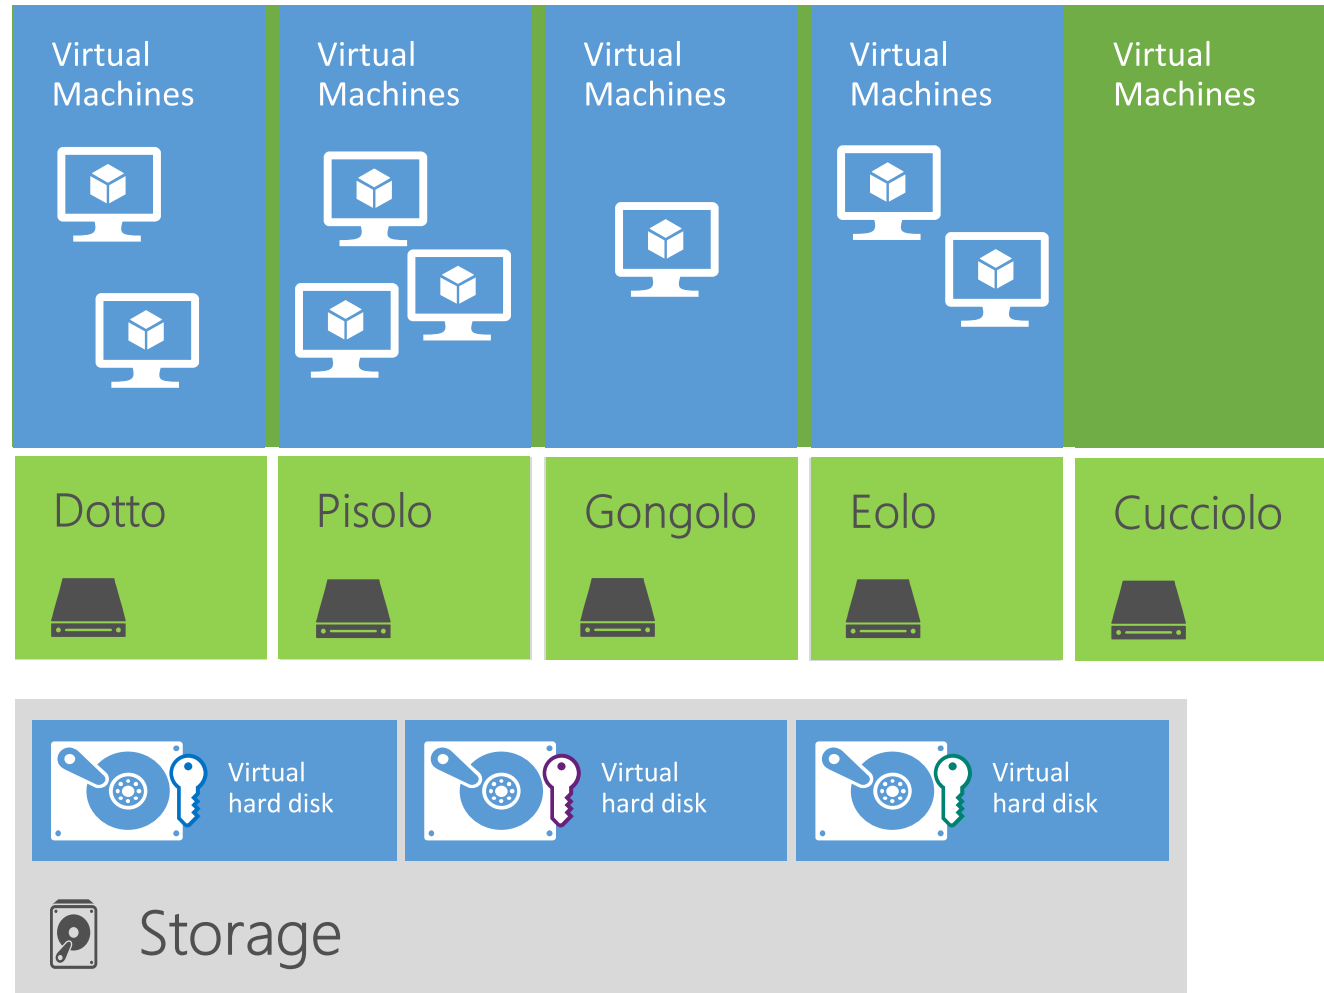 Virtual
Machines
Virtual
Machines
Virtual
Machines
Virtual
Machines
Virtual
Machines
Dotto
Pisolo
Gongolo
Eolo
Cucciolo
Virtual
hard disk
Virtual
hard disk
Virtual
hard disk
Storage